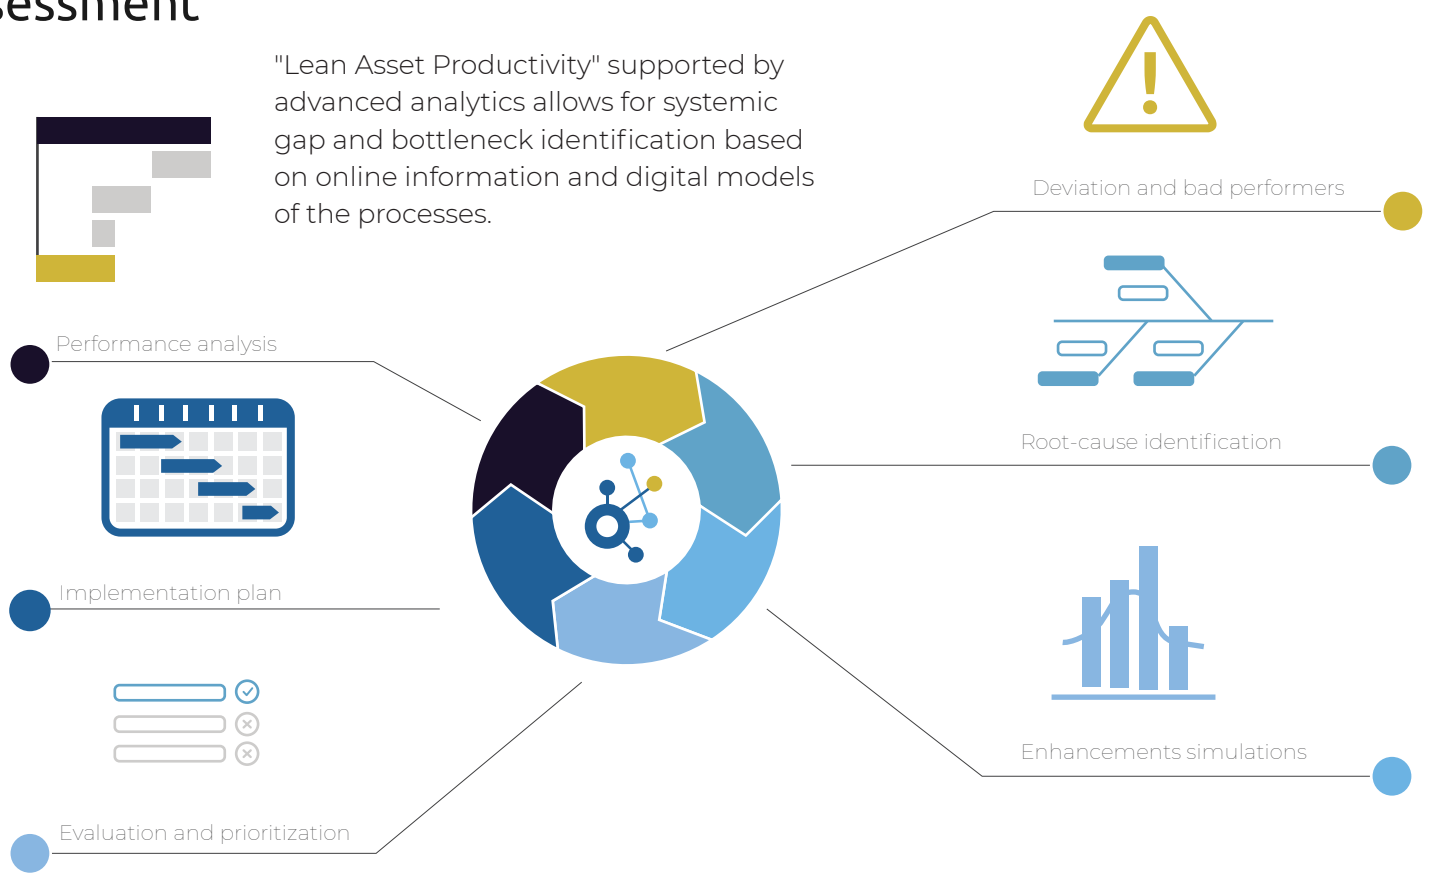 sessment
"Lean Asset Productivity" supported by
advanced analytics allows for systemic
gap and bottleneck identification based
on online information and digital models
of the processes.
Deviation and bad performers
Performance analysis
Root-cause identification
Implementation plan
Enhancements simulations
Evaluation and prioritization